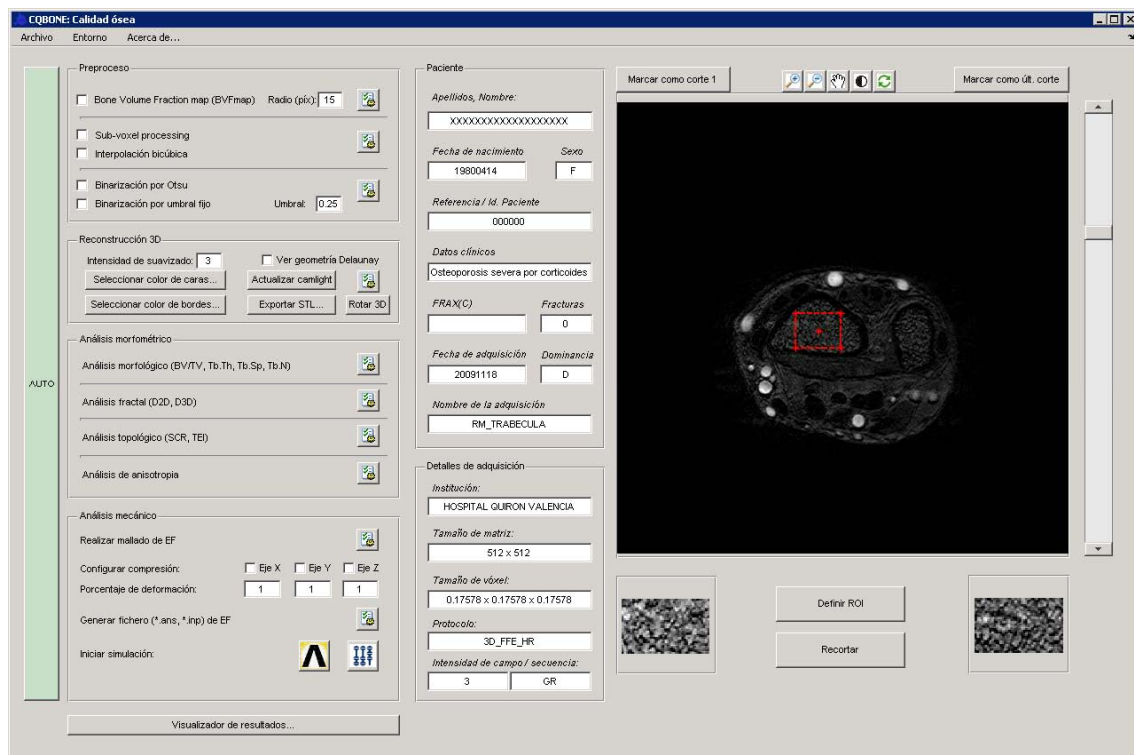 CQBONE: Calidad ósea
Archivo Entorno Acerca de...
AUTO
Preproceso
Bone Volume Fraction map (BVFmap) Radio (píx): 15
Sub-voxel processing
Interpolación bicúbica
Binarización por Otsu
Binarización por umbral fijo Umbral: 0.25
Reconstrucción 3D
Intensidad de suavizado: 3 Ver geometría Delaunay
Seleccionar color de caras... Actualizar camlight
Seleccionar color de bordes... Exportar STL... Rotar 3D
Análisis morfométrico
Análisis morfológico (BV/TV, Tb.Th, Tb.Sp, Tb.N)
Análisis fractal (D2D, D3D)
Análisis topológico (SCR, TEI)
Análisis de anisotropia
Análisis mecánico
Realizar mallado de EF
Configurar compresión: Eje X Eje Y Eje Z
Porcentaje de deformación: 1 1 1
Generar fichero (*.ans, *.inp) de EF
Iniciar simulación:
Visualizador de resultados...
Paciente
Apellidos, Nombre:
XXXXXXXXXXXXXXXXXXX
Fecha de nacimiento Sexo
19800414 F
Referencia / Id. Paciente
000000
Datos clínicos
Osteoporosis severa por corticoides
FRAX(C) Fracturas
0
Fecha de adquisición Dominancia
20091118 D
Nombre de la adquisición
RM_TRABECULA
Detalles de adquisición
Institución:
HOSPITAL QUIRON VALENCIA
Tamaño de matriz:
512 x 512
Tamaño de vóxel:
0.17578 x 0.17578 x 0.17578
Protocolo:
3D_FFE_HR
Intensidad de campo / secuencia:
3 GR
Marcar como corte 1 Marcar como últ. corte
Definir ROI
Recortar